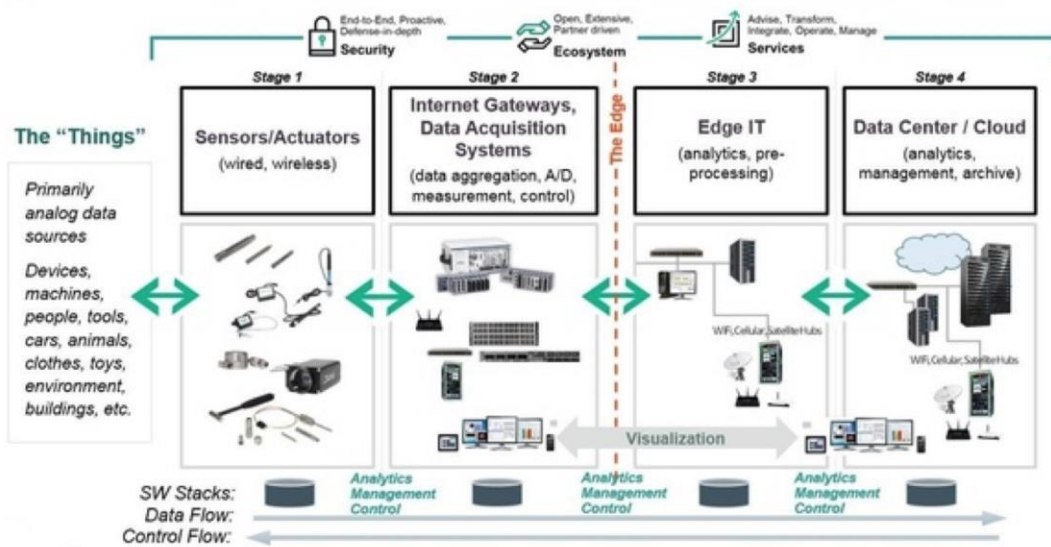 End-to-End, Proactive,
Defense-in-depth
Security
Open, Extensive,
Partner driven
Ecosystem
Advise, Transform,
Integrate, Operate, Manage
Services
Stage 1
Stage 2
Stage 3
Stage 4
The "Things"
Primarily
analog data
sources
Devices,
machines,
people, tools,
cars, animals,
clothes, toys,
environment,
buildings, etc.
Sensors/Actuators
(wired, wireless)
Internet Gateways,
Data Acquisition
Systems
(data aggregation, A/D,
measurement, control)
The Edge
Edge IT
(analytics, pre-
processing)
Data Center / Cloud
(analytics,
management, archive)
WiFi,Cellular,SatelliteHubs
WiFi,Cellular,SatelliteHubs
Visualization
SW Stacks:
Analytics
Management
Control
Analytics
Management
Control
Analytics
Management
Control
Data Flow:
Control Flow: